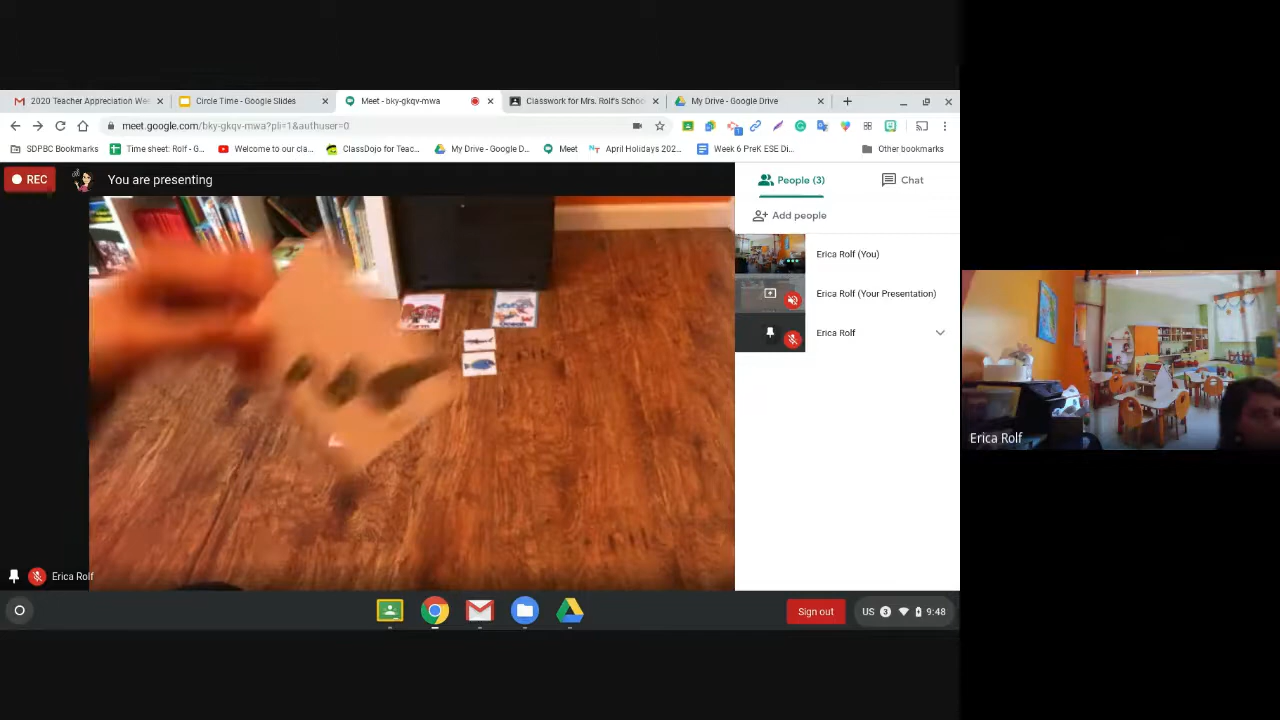 2020 Teacher Appreciation Wee
Circle Time - Google Slides
Meet - bky-gkqv-mwa
Classwork for Mrs. Rolf's Schoo
My Drive - Google Drive
meet.google.com/bky-gkqv-mwa?pli=1&authuser=0
SDPBC Bookmarks
Time sheet: Rolf - G...
Welcome to our cla...
ClassDojo for Teac...
My Drive - Google D...
Meet
April Holidays 202...
Week 6 PreK ESE Di...
Other bookmarks
REC
You are presenting
People (3)
Chat
Add people
Erica Rolf (You)
Erica Rolf (Your Presentation)
Erica Rolf
Erica Rolf
Erica Rolf
Sign out
US
3
9:48